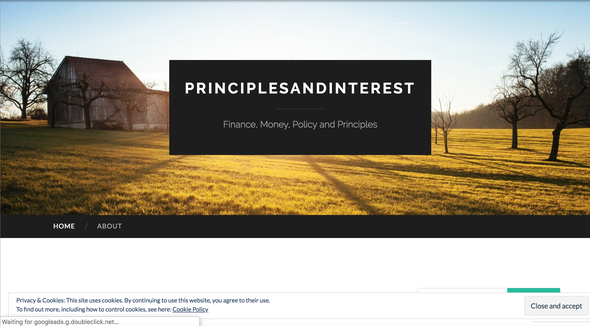 PRINCIPLESANDINTEREST
Finance, Money, Policy and Principles
HOME / ABOUT
Privacy & Cookies: This site uses cookies. By continuing to use this website, you agree to their use.
To find out more, including how to control cookies, see here: Cookie Policy
Close and accept
Waiting for googleads.g.doubleclick.net...